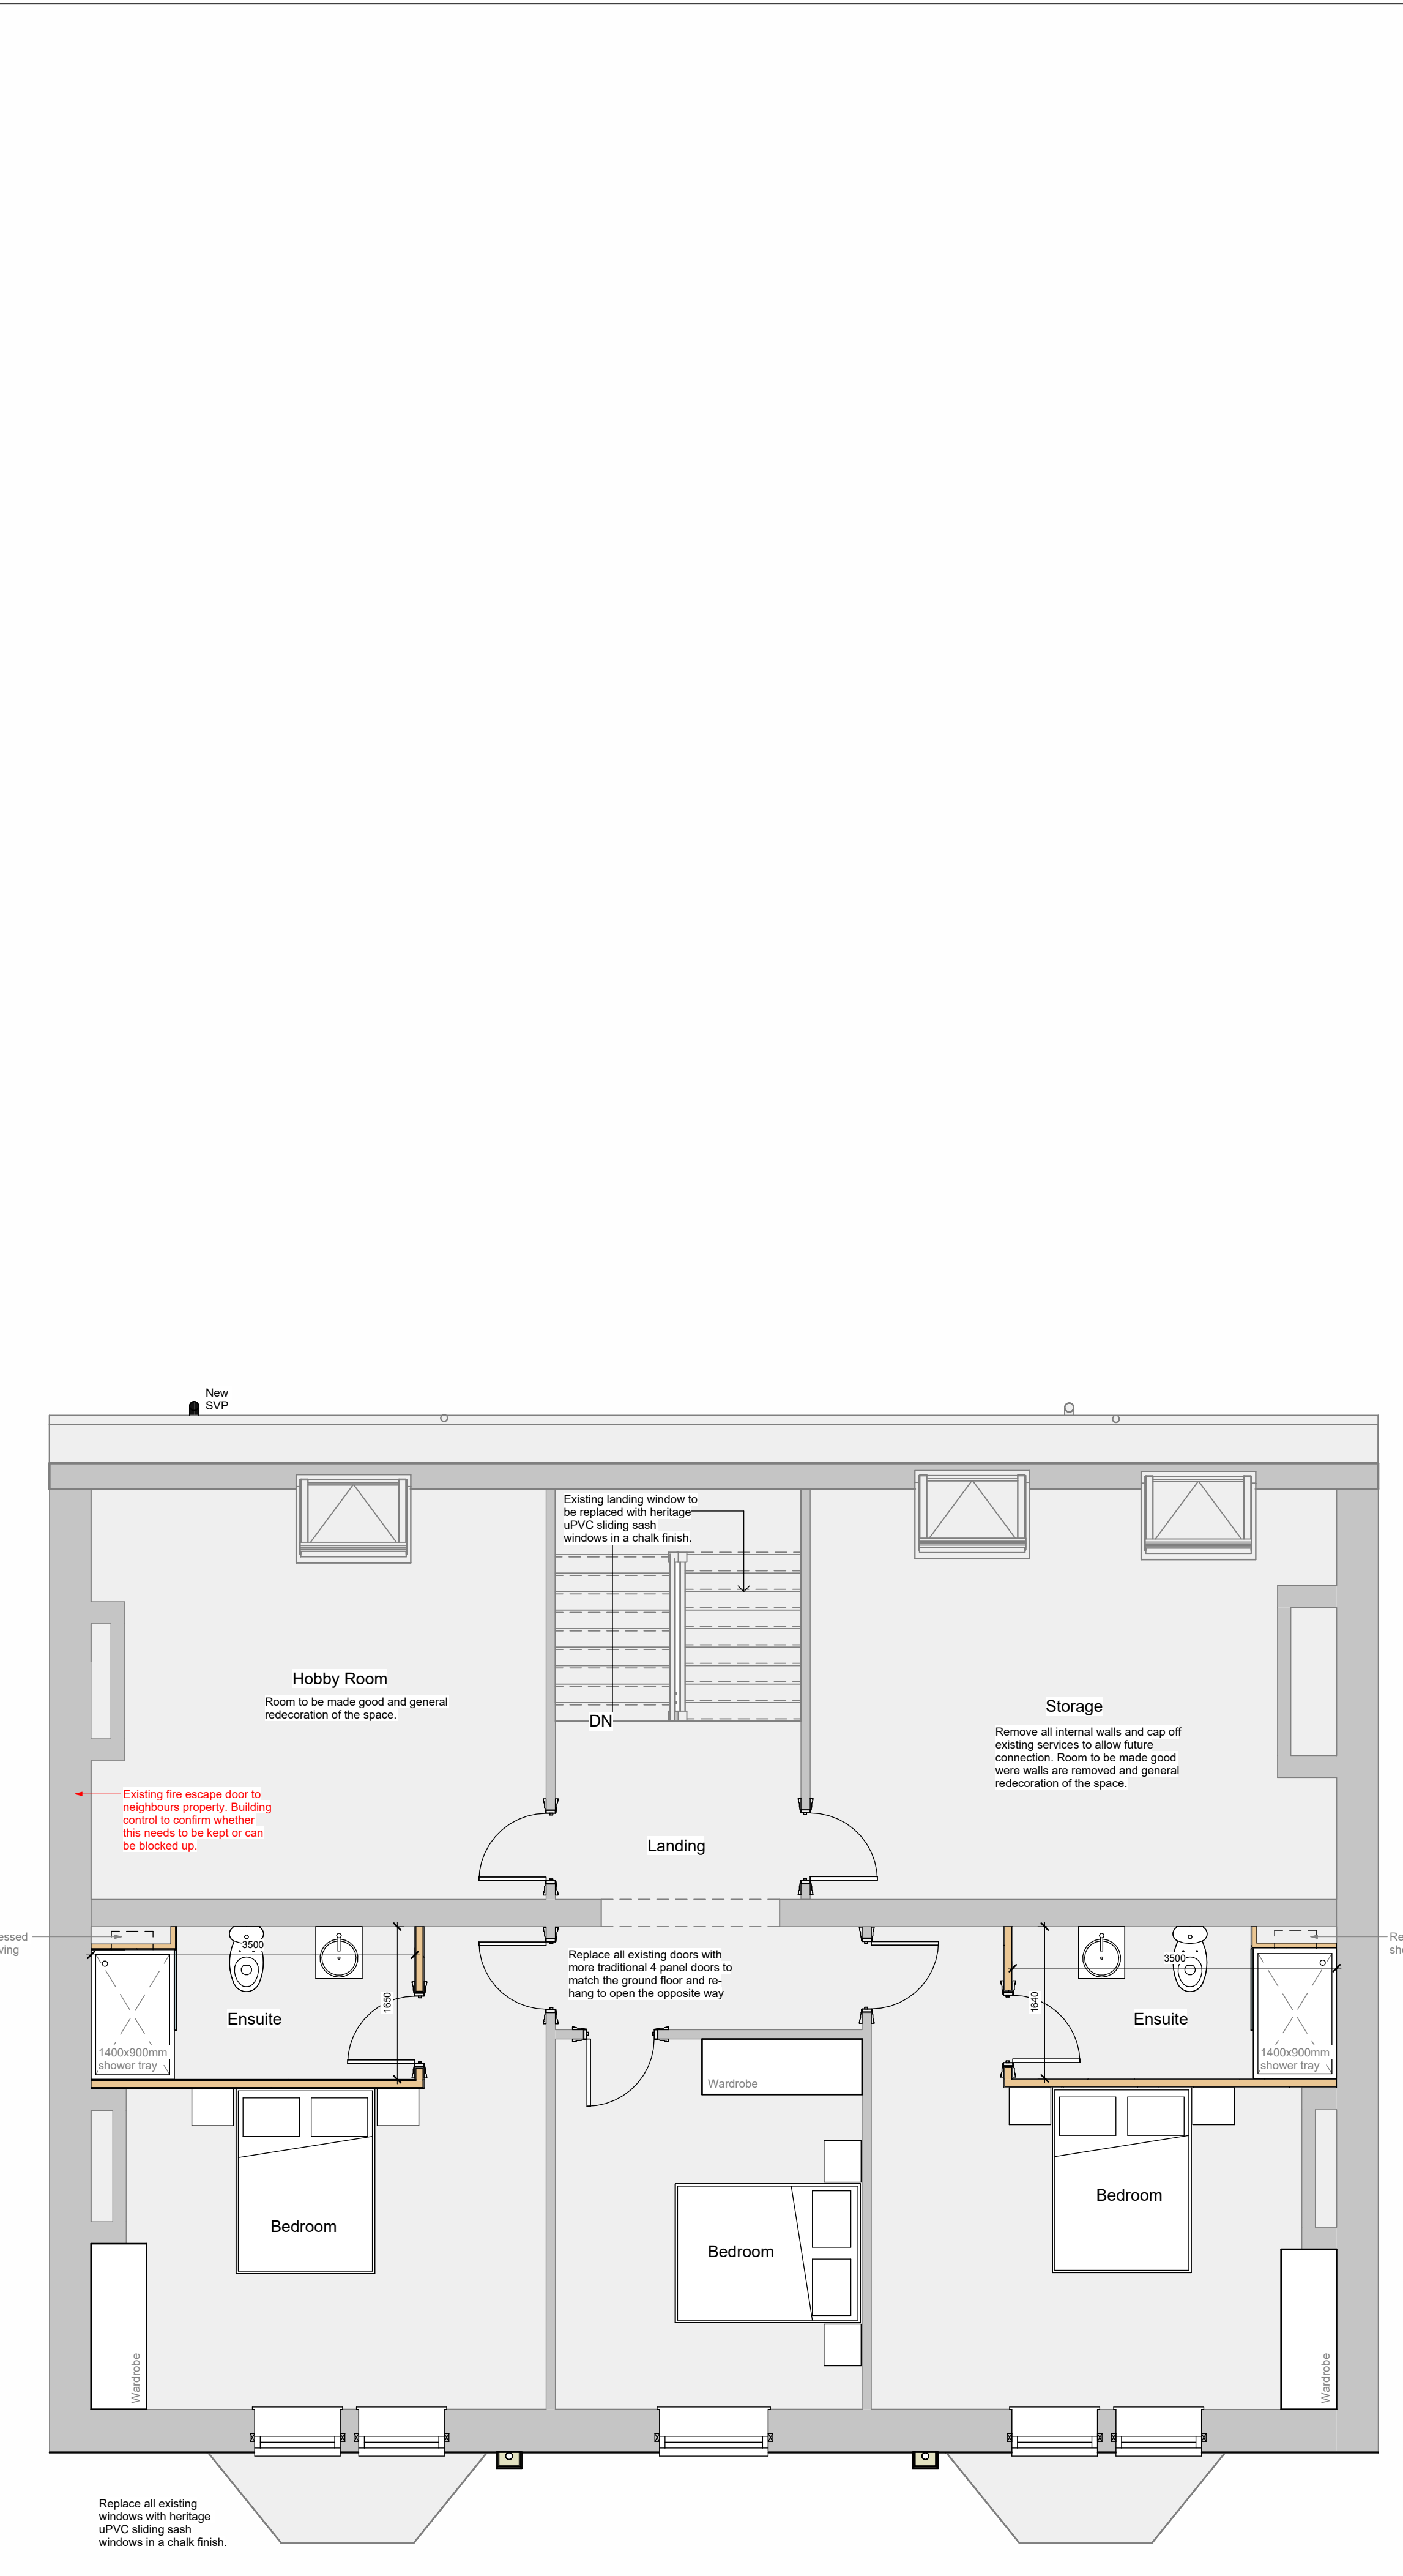 New
SVP
Existing landing window to
be replaced with heritage
uPVC sliding sash
windows in a chalk finish.
Hobby Room
Room to be made good and general
redecoration of the space.
DN
Storage
Remove all internal walls and cap off
existing services to allow future
connection. Room to be made good
were walls are removed and general
redecoration of the space.
Existing fire escape door to
neighbours property. Building
control to confirm whether
this needs to be kept or can
be blocked up.
Landing
essed
ving
3500
1650
Ensuite
1400x900mm
shower tray
Replace all existing doors with
more traditional 4 panel doors to
match the ground floor and re-
hang to open the opposite way
3500
1640
Ensuite
1400x900mm
shower tray
Re
sho
Wardrobe
Bedroom
Bedroom
Bedroom
Wardrobe
Wardrobe
Replace all existing
windows with heritage
uPVC sliding sash
windows in a chalk finish.